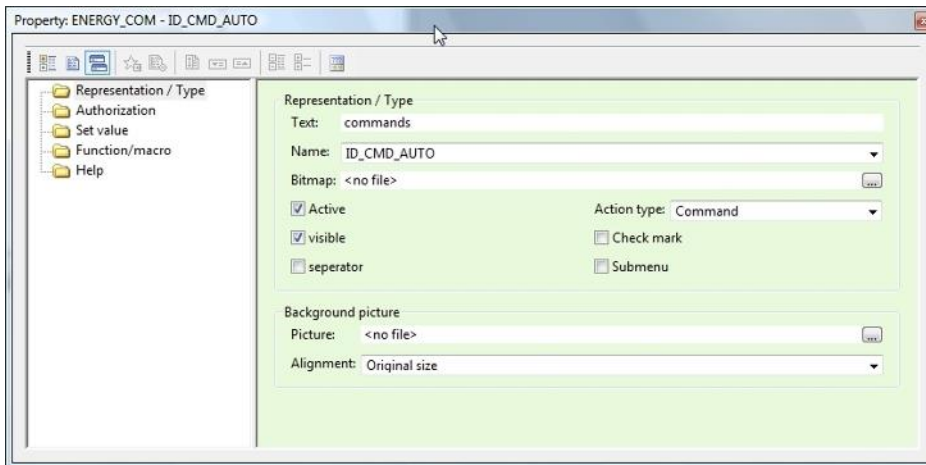 Property: ENERGY_COM - ID_CMD_AUTO
Representation / Type
Authorization
Set value
Function/macro
Help
Representation / Type
Text: commands
Name: ID_CMD_AUTO
Bitmap: <no file> ...
Active Action type: Command
visible Check mark
seperator Submenu
Background picture
Picture: <no file> ...
Alignment: Original size